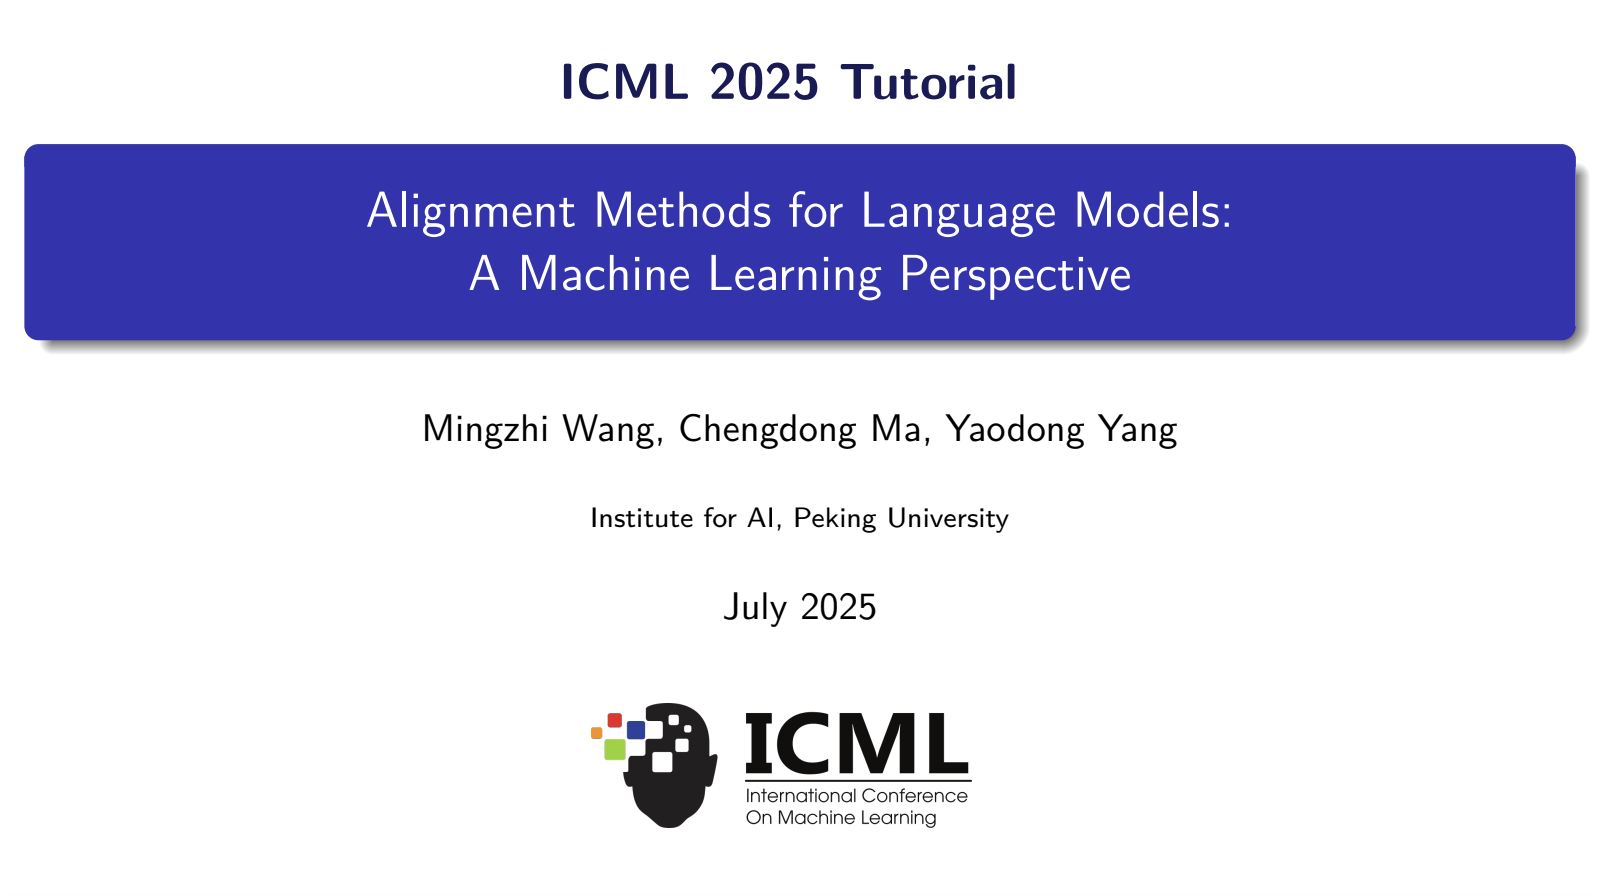 ICML 2025 Tutorial
Alignment Methods for Language Models:
A Machine Learning Perspective
Mingzhi Wang, Chengdong Ma, Yaodong Yang
Institute for AI, Peking University
July 2025
ICML
International Conference
On Machine Learning